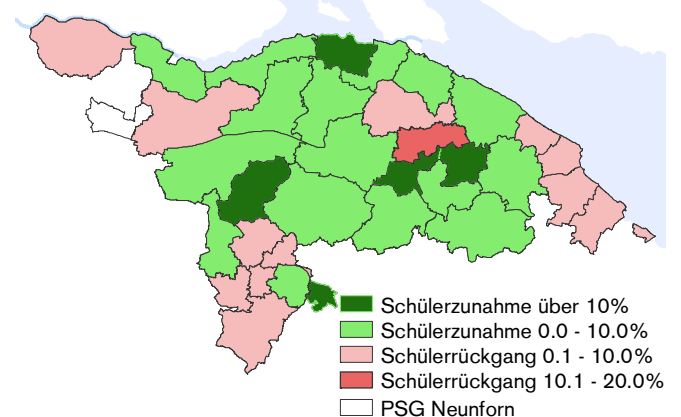 Schülerzunahme über 10%
Schülerzunahme 0.0 - 10.0%
Schülerrückgang 0.1 - 10.0%
Schülerrückgang 10.1 - 20.0%
PSG Neunforn